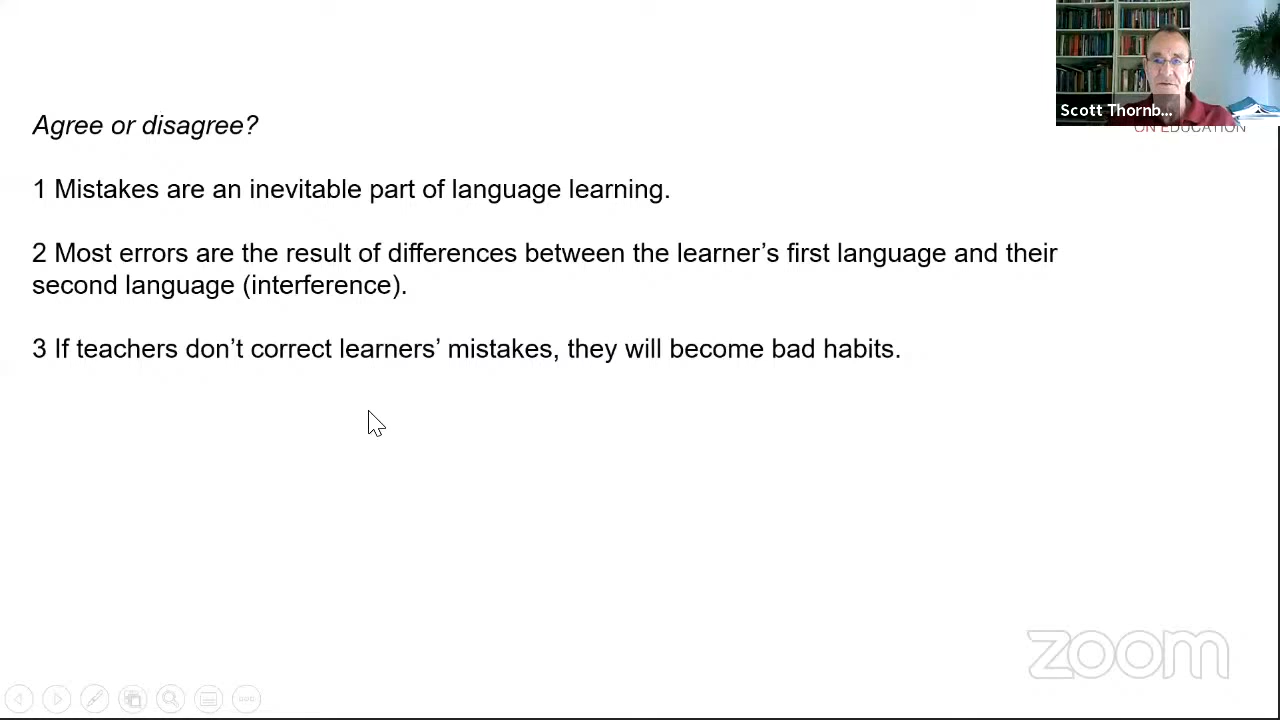 Scott Thornb...
ON EDUCATION
Agree or disagree?
1 Mistakes are an inevitable part of language learning.
2 Most errors are the result of differences between the learner’s first language and their
second language (interference).
3 If teachers don’t correct learners’ mistakes, they will become bad habits.
zoom